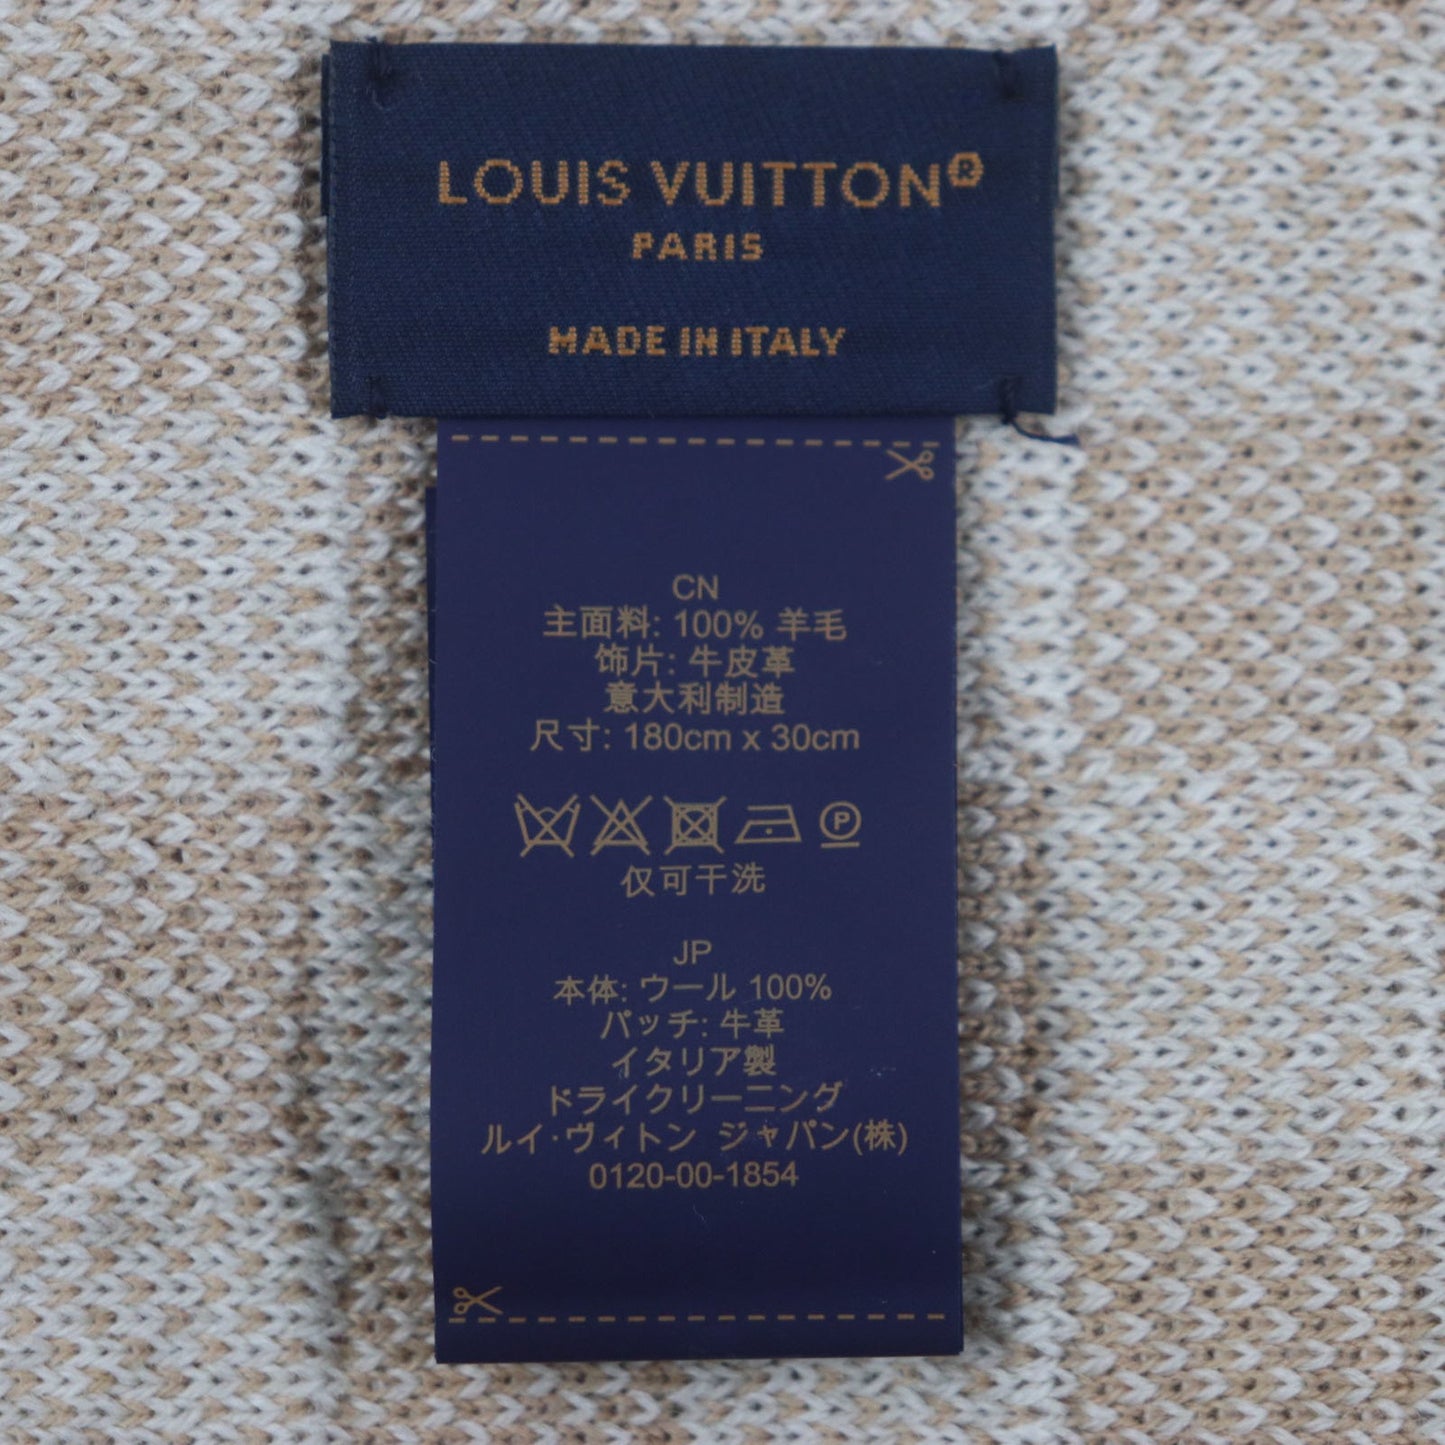 LOUIS VUITTON®
PARIS
MADE IN ITALY
CN
主面料: 100% 羊毛
饰片: 牛皮革
意大利制造
尺寸: 180cm x 30cm
P
仅可干洗
JP
本体: ウール 100%
パッチ: 牛革
イタリア製
ドライクリーニング
ルイ·ヴィトン ジャパン(株)
0120-00-1854